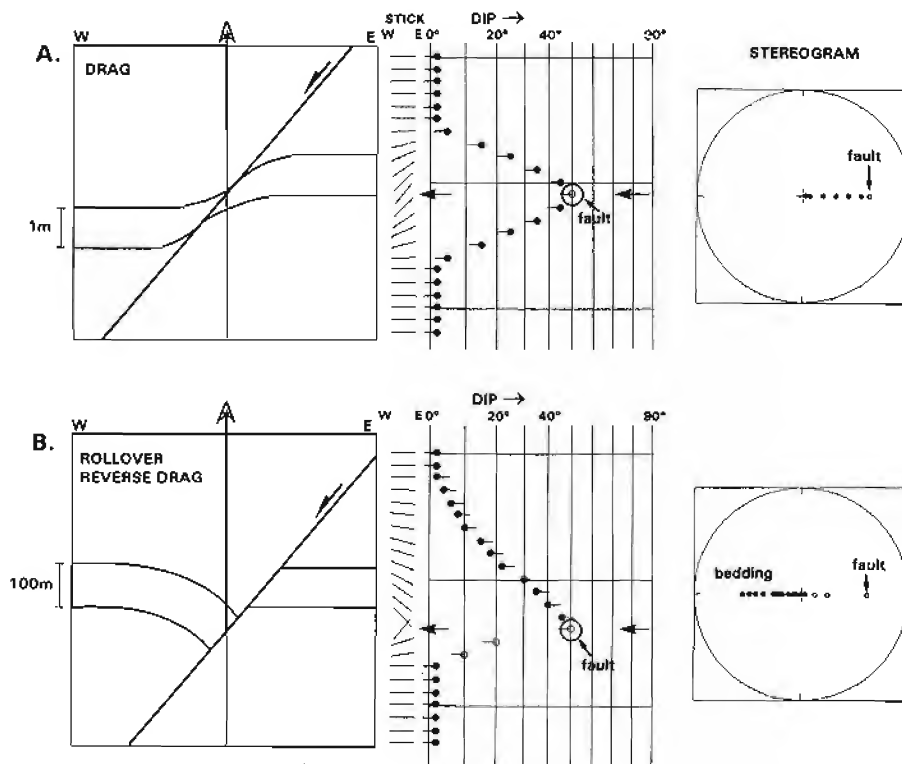 A.
W E
DRAG
1m
STICK DIP →
W E 0° 20° 40° 90°
fault
STEREOGRAM
fault
B.
W E
ROLLOVER
REVERSE DRAG
100m
DIP →
W E 0° 20° 40° 90°
fault
bedding fault